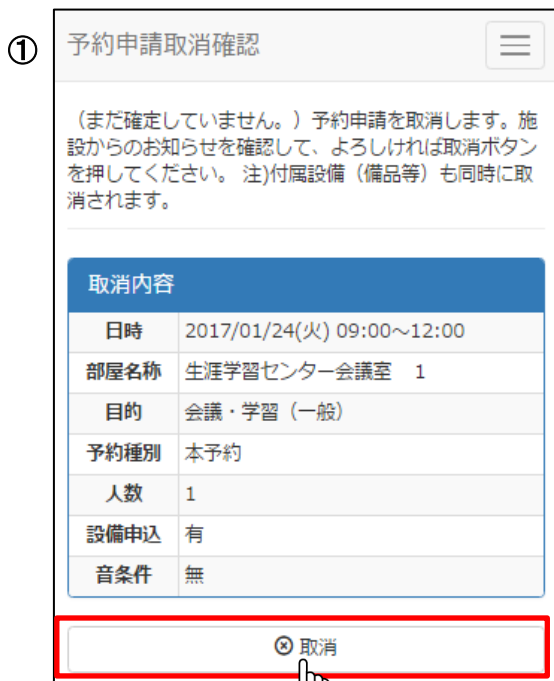 ①
予約申請取消確認
（まだ確定していません。）予約申請を取消します。施
設からのお知らせを確認して、よろしければ取消ボタン
を押してください。 注)付属設備（備品等）も同時に取
消されます。
取消内容
日時 2017/01/24(火) 09:00～12:00
部屋名称 生涯学習センター会議室　1
目的 会議・学習（一般）
予約種別 本予約
人数 1
設備申込 有
音条件 無
取消